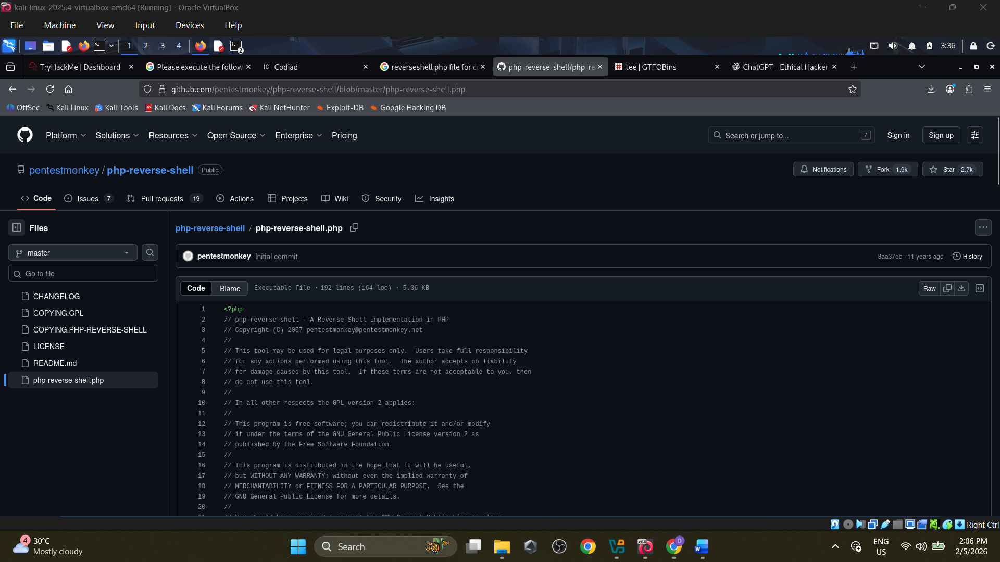 kali-linux-2025.4-virtualbox-amd64 [Running] - Oracle VirtualBox
File Machine View Input Devices Help
1 2 3 4 2 3:36
TryHackMe | Dashboard
Please execute the follow
Codiad
reverseshell php file for c
php-reverse-shell/php-re
tee | GTFOBins
ChatGPT - Ethical Hacker
github.com/pentestmonkey/php-reverse-shell/blob/master/php-reverse-shell.php
OffSec Kali Linux Kali Tools Kali Docs Kali Forums Kali NetHunter Exploit-DB Google Hacking DB
Platform Solutions Resources Open Source Enterprise Pricing Search or jump to... / Sign in Sign up
pentestmonkey / php-reverse-shell Public Notifications Fork 1.9k Star 2.7k
Code Issues 7 Pull requests 19 Actions Projects Wiki Security Insights
Files
master
Go to file
CHANGELOG
COPYING.GPL
COPYING.PHP-REVERSE-SHELL
LICENSE
README.md
php-reverse-shell.php
php-reverse-shell / php-reverse-shell.php
pentestmonkey Initial commit 8aa37eb · 11 years ago History
Code Blame Executable File · 192 lines (164 loc) · 5.36 KB Raw
1 <?php
2 // php-reverse-shell - A Reverse Shell implementation in PHP
3 // Copyright (C) 2007 pentestmonkey@pentestmonkey.net
4 //
5 // This tool may be used for legal purposes only.  Users take full responsibility
6 // for any actions performed using this tool.  The author accepts no liability
7 // for damage caused by this tool.  If these terms are not acceptable to you, then
8 // do not use this tool.
9 //
10 // In all other respects the GPL version 2 applies:
11 //
12 // This program is free software; you can redistribute it and/or modify
13 // it under the terms of the GNU General Public License version 2 as
14 // published by the Free Software Foundation.
15 //
16 // This program is distributed in the hope that it will be useful,
17 // but WITHOUT ANY WARRANTY; without even the implied warranty of
18 // MERCHANTABILITY or FITNESS FOR A PARTICULAR PURPOSE.  See the
19 // GNU General Public License for more details.
20 //
21 // You should have received a copy of the GNU General Public License along
Right Ctrl
4 30°C
Mostly cloudy
Search
ENG
US
2:06 PM
2/5/2026